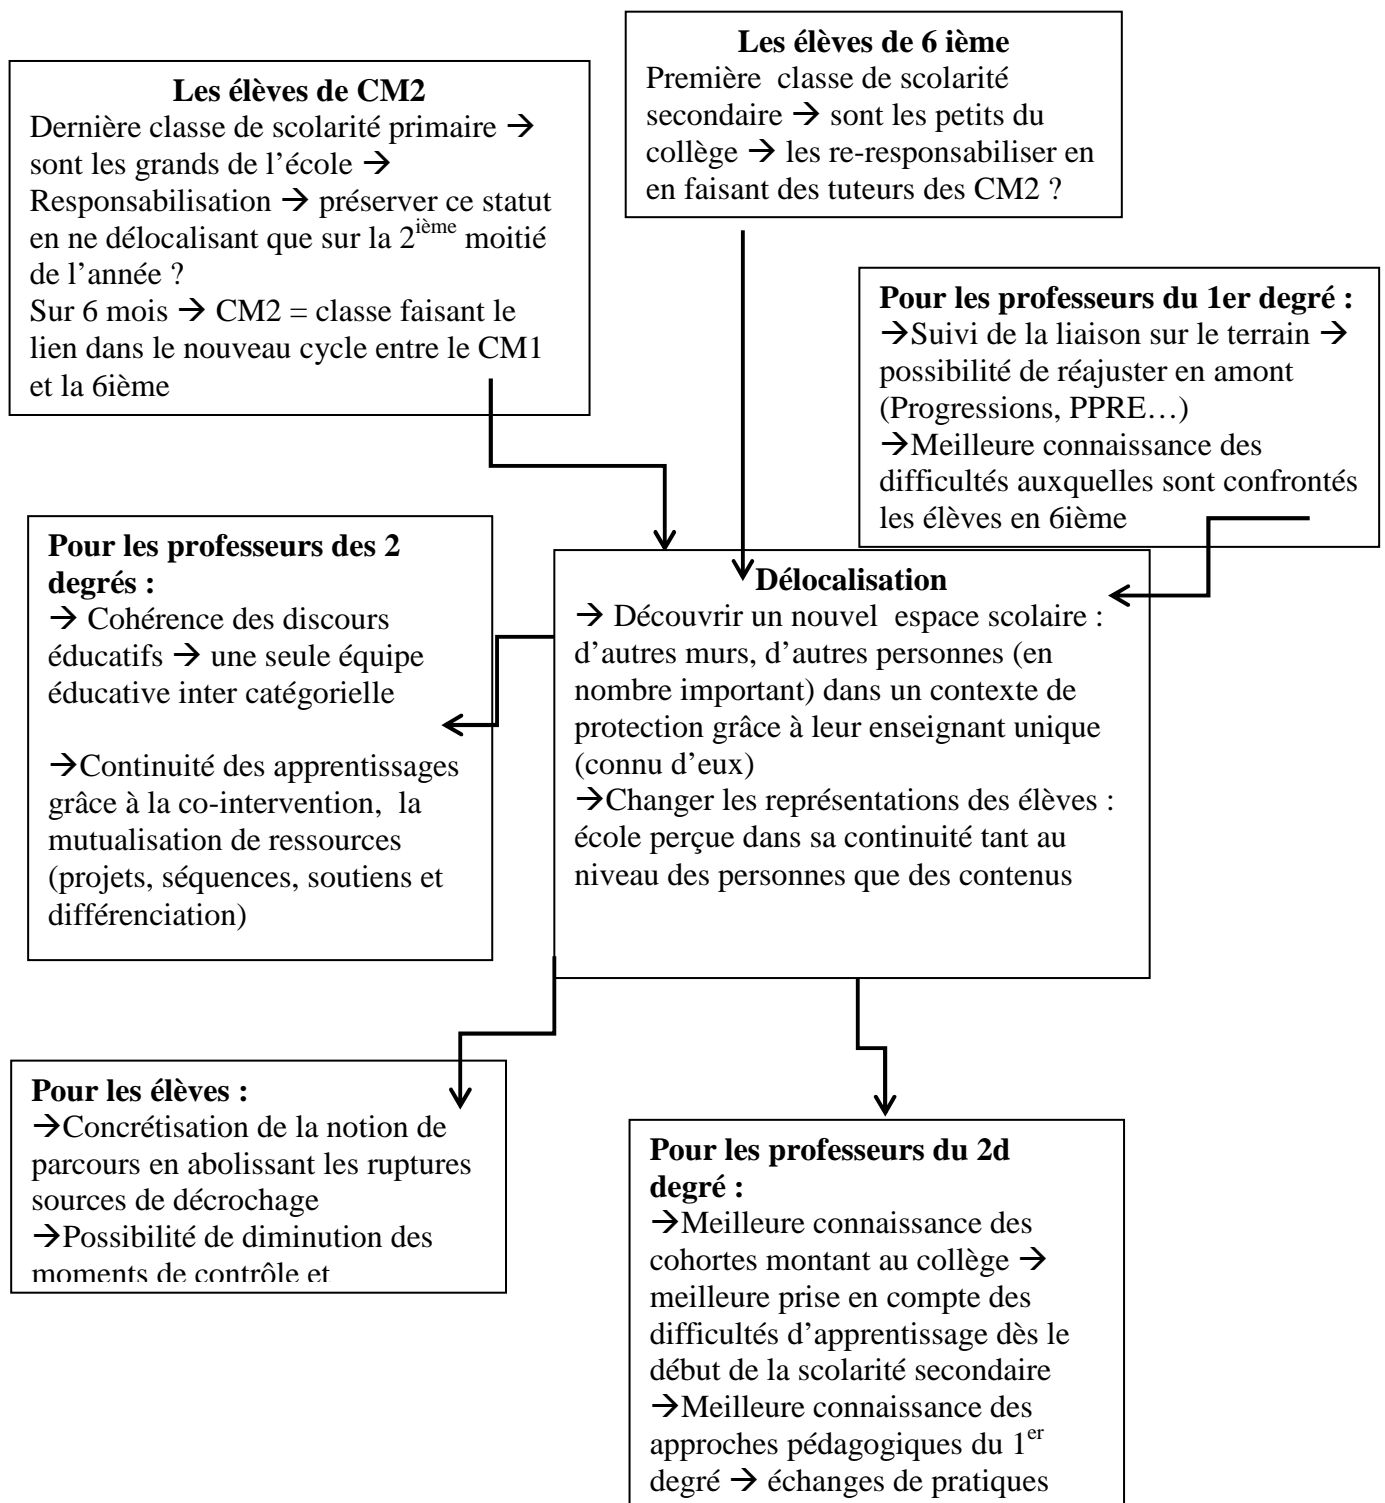 Les élèves de CM2
Dernière classe de scolarité primaire →
sont les grands de l’école →
Responsabilisation → préserver ce statut
en ne délocalisant que sur la 2ième moitié
de l’année ?
Sur 6 mois → CM2 = classe faisant le
lien dans le nouveau cycle entre le CM1
et la 6ième
Les élèves de 6 ième
Première classe de scolarité
secondaire → sont les petits du
collège → les re-responsabiliser en
en faisant des tuteurs des CM2 ?
Pour les professeurs du 1er degré :
→Suivi de la liaison sur le terrain →
possibilité de réajuster en amont
(Progressions, PPRE…)
→Meilleure connaissance des
difficultés auxquelles sont confrontés
les élèves en 6ième
Pour les professeurs des 2
degrés :
→ Cohérence des discours
éducatifs → une seule équipe
éducative inter catégorielle
→Continuité des apprentissages
grâce à la co-intervention, la
mutualisation de ressources
(projets, séquences, soutiens et
différenciation)
Délocalisation
→ Découvrir un nouvel espace scolaire :
d’autres murs, d’autres personnes (en
nombre important) dans un contexte de
protection grâce à leur enseignant unique
(connu d’eux)
→Changer les représentations des élèves :
école perçue dans sa continuité tant au
niveau des personnes que des contenus
Pour les élèves :
→Concrétisation de la notion de
parcours en abolissant les ruptures
sources de décrochage
→Possibilité de diminution des
moments de contrôle et
Pour les professeurs du 2d
degré :
→Meilleure connaissance des
cohortes montant au collège →
meilleure prise en compte des
difficultés d’apprentissage dès le
début de la scolarité secondaire
→Meilleure connaissance des
approches pédagogiques du 1er
degré → échanges de pratiques